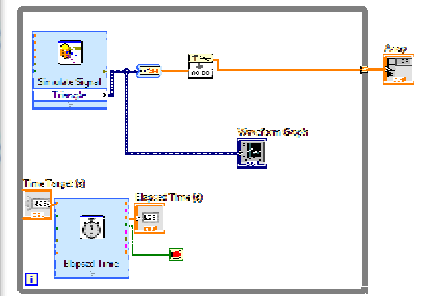 Simulate Signal
Triangle
Array
Waveform Graph
Time Target (s)
Elapsed Time (s)
Elapsed Time
i